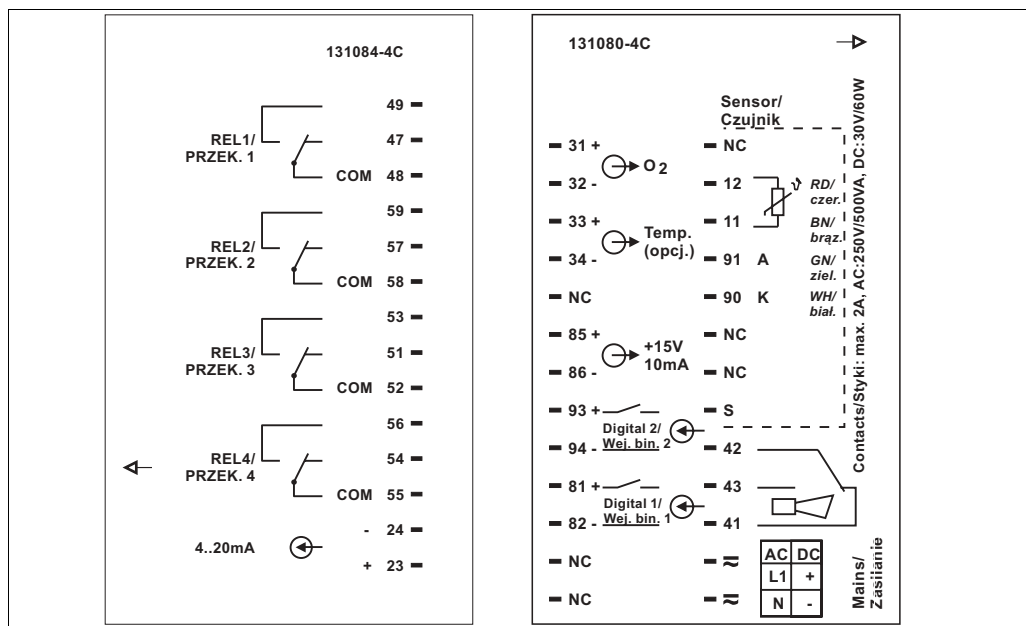 131084-4C
49
REL1/
PRZEK. 1
47
COM 48
59
REL2/
PRZEK. 2
57
COM 58
53
REL3/
PRZEK. 3
51
COM 52
56
REL4/
PRZEK. 4
54
COM 55
- 24
4..20mA
+ 23
131080-4C
31 +
32 -
O2
33 +
34 -
Temp.
(opcj.)
NC
85 +
86 -
+15V
10mA
93 +
94 -
Digital 2/
Wej. bin. 2
81 +
82 -
Digital 1/
Wej. bin. 1
NC
NC
Sensor/
Czujnik
NC
12
RD/
czer.
11
BN/
brąz.
91 A
GN/
ziel.
90 K
WH/
biał.
NC
NC
S
42
43
41
AC DC
L1 +
N -
Contacts/Styki: max. 2A, AC:250V/500VA, DC:30V/60W
Mains/
Zasilanie